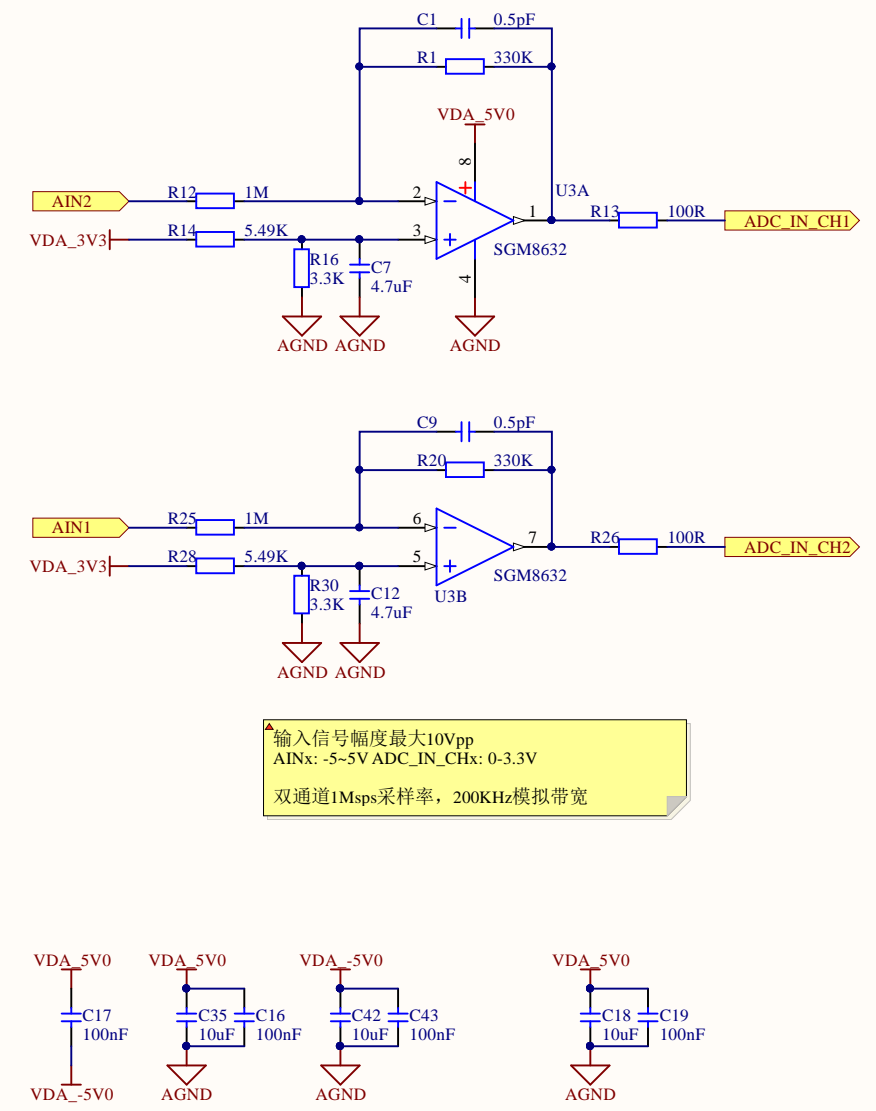 C1 0.5pF
R1 330K
VDA_5V0
8
AIN2 R12 1M 2 1 U3A R13 100R ADC_IN_CH1
VDA_3V3 R14 5.49K 3 SGM8632
R16 C7
3.3K 4.7uF
4
AGND AGND AGND
C9 0.5pF
R20 330K
AIN1 R25 1M 6 7 R26 100R ADC_IN_CH2
VDA_3V3 R28 5.49K 5 SGM8632
R30 C12 U3B
3.3K 4.7uF
AGND AGND
输入信号幅度最大10Vpp
AINx: -5~5V ADC_IN_CHx: 0-3.3V
双通道1Msps采样率，200KHz模拟带宽
VDA_5V0 VDA_5V0 VDA_-5V0 VDA_5V0
C17 C35 C16 C42 C43 C18 C19
100nF 10uF 100nF 10uF 100nF 10uF 100nF
VDA_-5V0 AGND AGND AGND